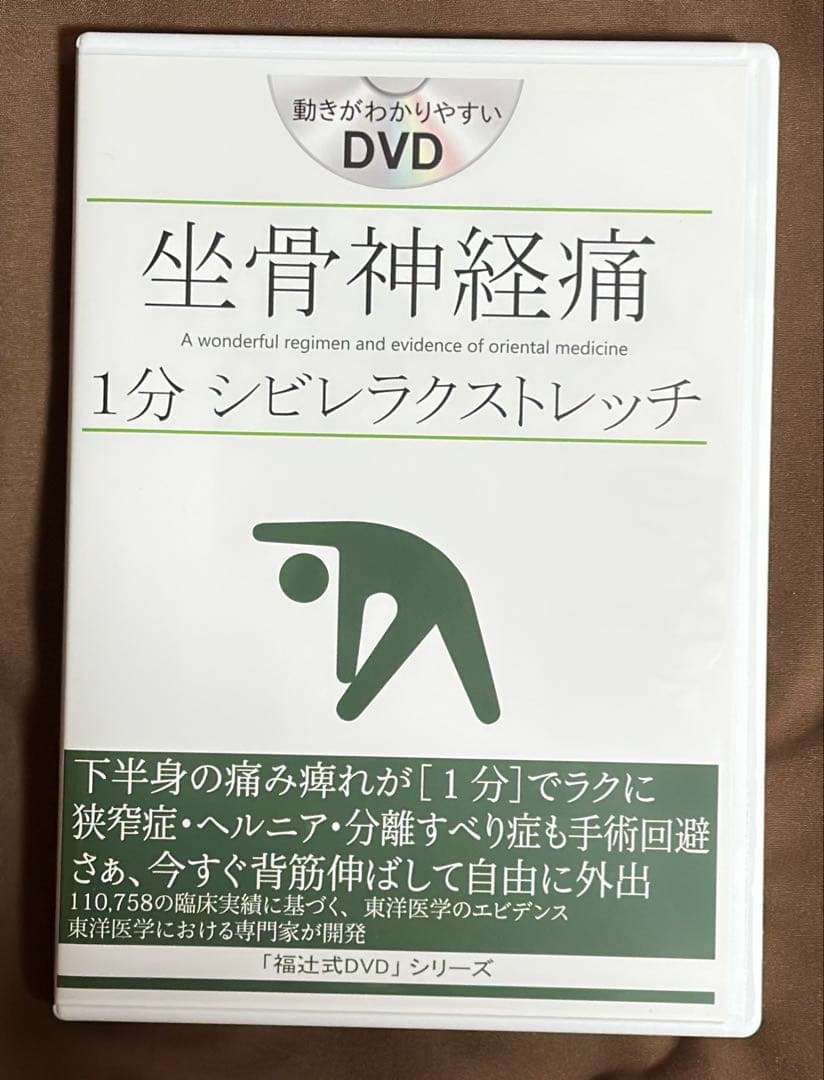 動きがわかりやすい
DVD
坐骨神経痛
A wonderful regimen and evidence of oriental medicine
1分 シビレラクストレッチ
下半身の痛み痺れが[1分]でラクに
狭窄症・ヘルニア・分離すべり症も手術回避
さぁ、今すぐ背筋伸ばして自由に外出
110,758の臨床実績に基づく、東洋医学のエビデンス
東洋医学における専門家が開発
「福辻式DVD」シリーズ